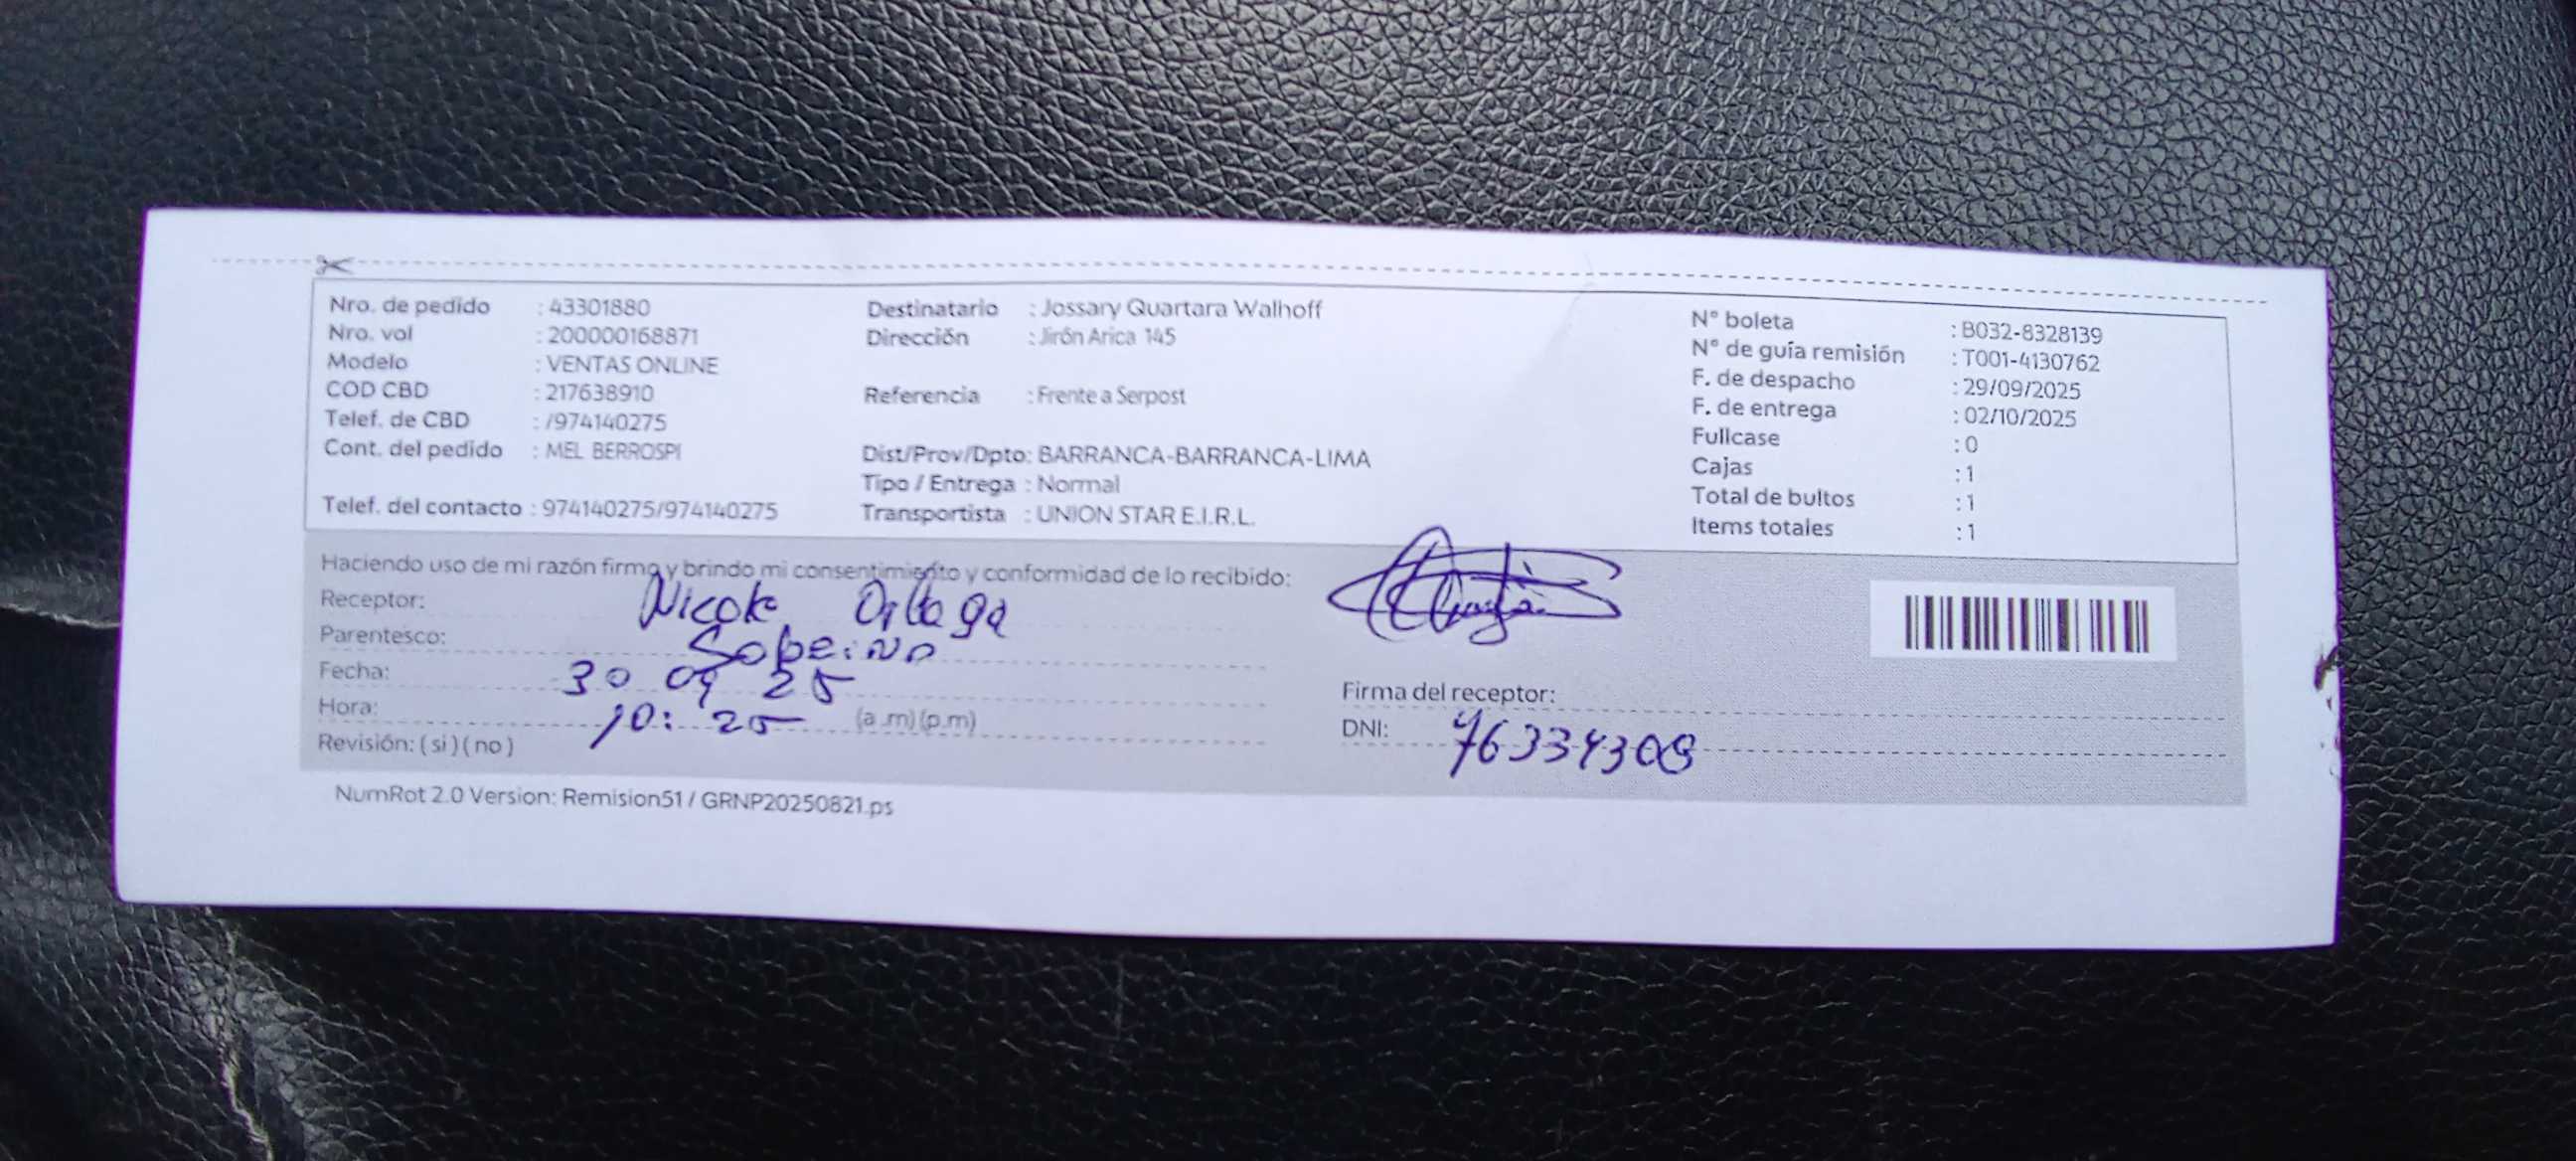 Nro. de pedido : 43301880
Nro. vol : 200000168871
Modelo : VENTAS ONLINE
COD CBD : 217638910
Telef. de CBD : /974140275
Cont. del pedido : MEL BERROSPI
Telef. del contacto : 974140275/974140275
Destinatario : Jossary Quartara Walhoff
Dirección : Jirón Arica 145
Referencia : Frente a Serpost
Dist/Prov/Dpto: BARRANCA-BARRANCA-LIMA
Tipo / Entrega : Normal
Transportista : UNION STAR E.I.R.L.
N° boleta : B032-8328139
N° de guía remisión : T001-4130762
F. de despacho : 29/09/2025
F. de entrega : 02/10/2025
Fullcase : 0
Cajas : 1
Total de bultos : 1
Items totales : 1
Haciendo uso de mi razón firmo y brindo mi consentimiento y conformidad de lo recibido:
Receptor: Nicole Ortega
Parentesco: Sobrino
Fecha: 30 09 25
Hora: 10:25 (a.m) (p.m)
Revisión: ( si ) ( no )
Firma del receptor:
DNI: 76334308
NumRot 2.0 Version: Remision51 / GRNP20250821.ps